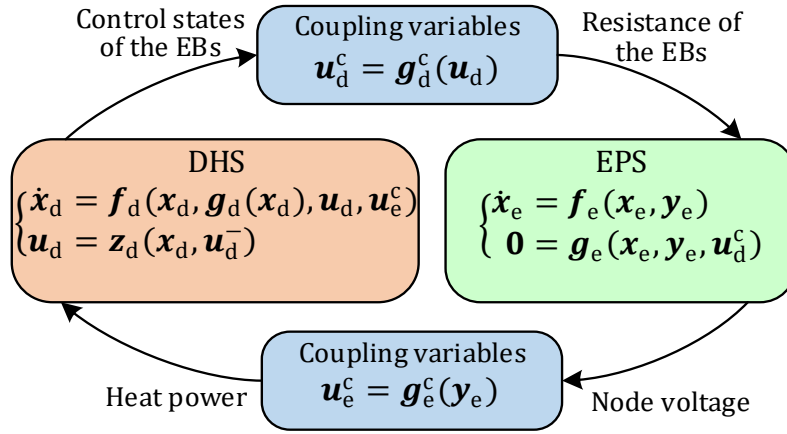 Control states
of the EBs
Coupling variables
u_d^c = g_d^c(u_d)
Resistance of
the EBs
DHS
{ẋ_d = f_d(x_d, g_d(x_d), u_d, u_e^c)
u_d = z_d(x_d, u_d^-)
EPS
{ẋ_e = f_e(x_e, y_e)
0 = g_e(x_e, y_e, u_d^c)
Heat power
Coupling variables
u_e^c = g_e^c(y_e)
Node voltage